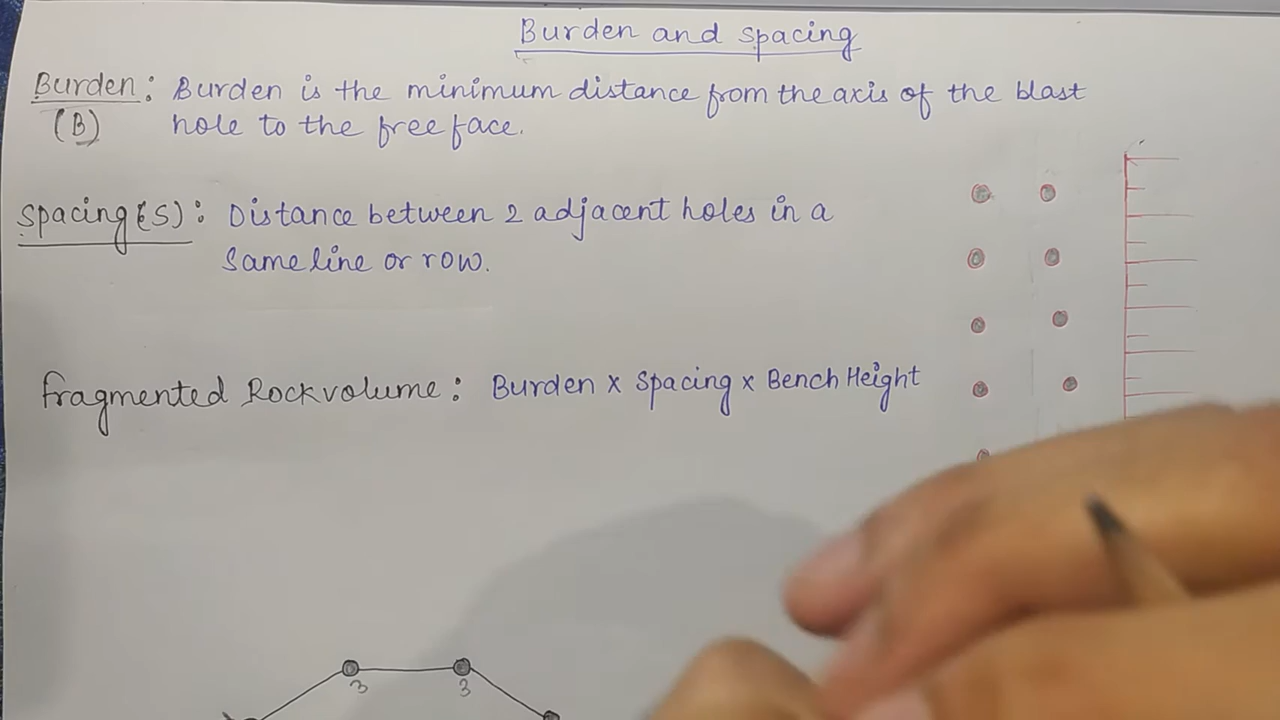 Burden and spacing
Burden : Burden is the minimum distance from the axis of the blast
(B) hole to the free face.
Spacing (S) : Distance between 2 adjacent holes in a
Same line or row.
Fragmented Rock volume : Burden x Spacing x Bench Height
3 3